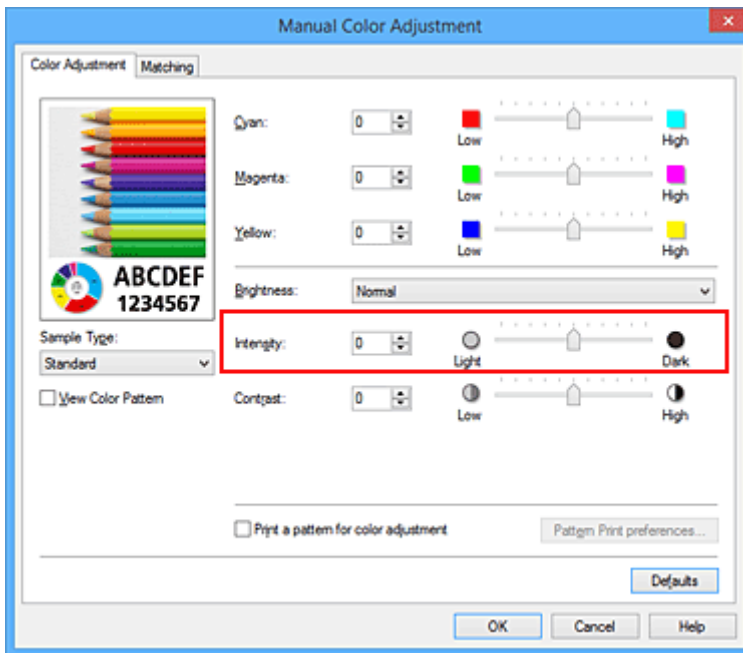 Manual Color Adjustment
Color Adjustment
Matching
Cyan: 0 Low High
Magenta: 0 Low High
Yellow: 0 Low High
ABCDEF
1234567
Brightness: Normal
Sample Type:
Standard
Intensity: 0 Light Dark
View Color Pattern
Contrast: 0 Low High
Print a pattern for color adjustment
Pattern Print preferences...
Defaults
OK Cancel Help